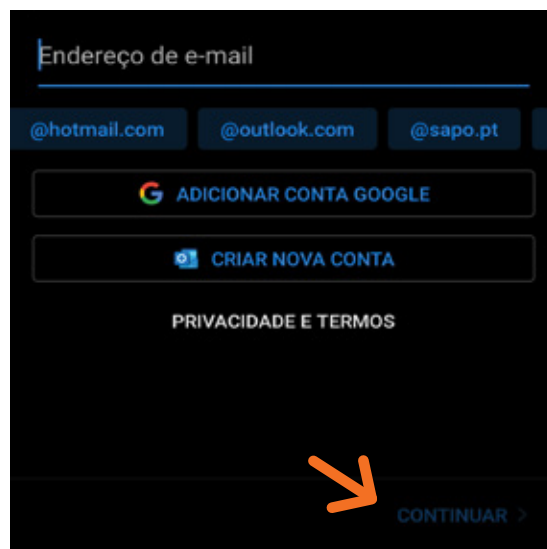 Endereço de e-mail
@hotmail.com @outlook.com @sapo.pt
ADICIONAR CONTA GOOGLE
CRIAR NOVA CONTA
PRIVACIDADE E TERMOS
CONTINUAR >